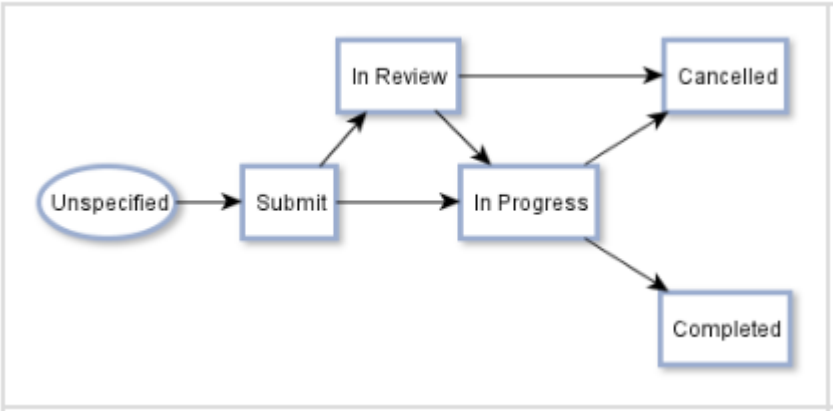 In Review
Cancelled
Unspecified
Submit
In Progress
Completed